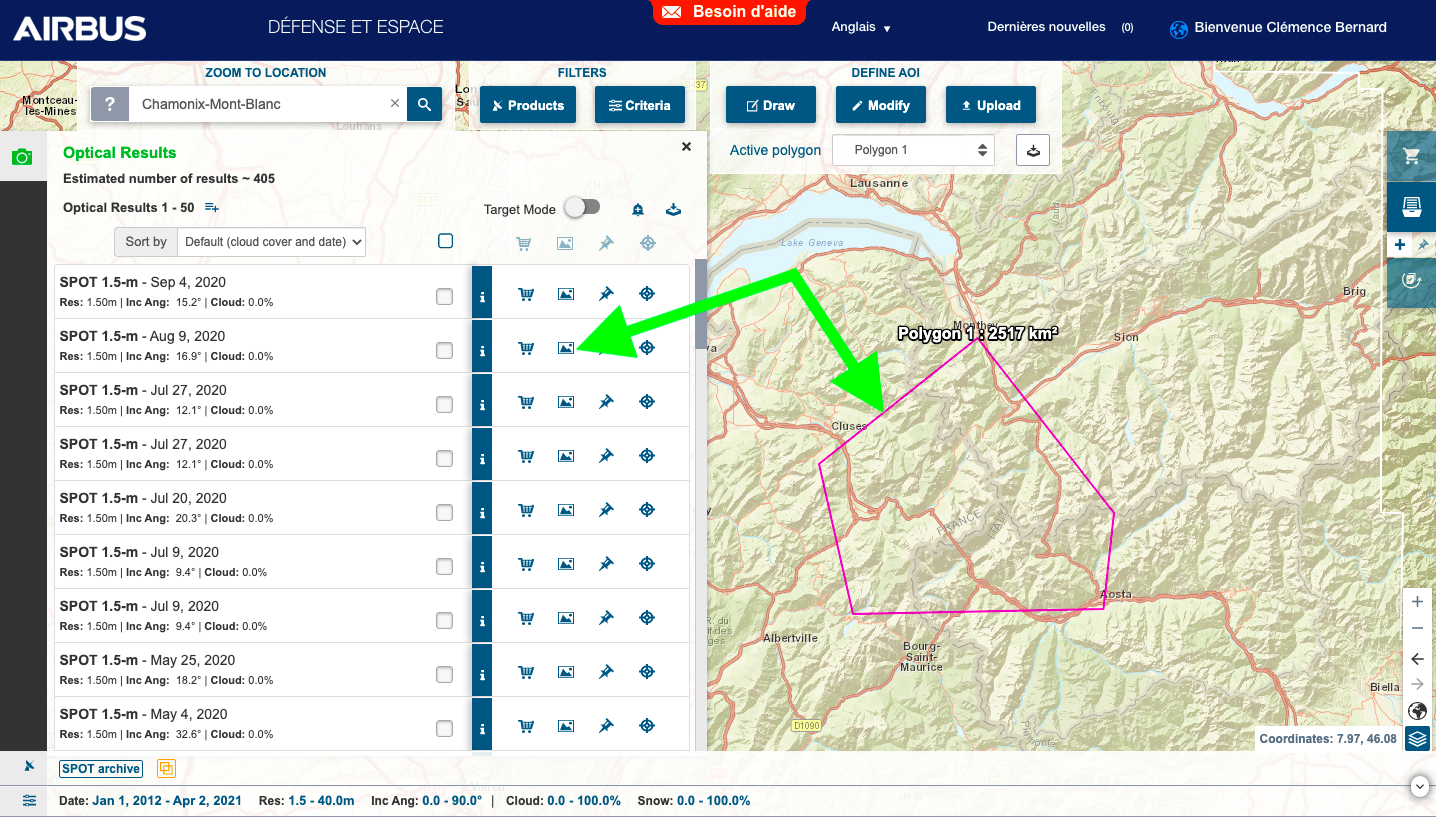 AIRBUS
DÉFENSE ET ESPACE
Besoin d'aide
Anglais
Dernières nouvelles (0)
Bienvenue Clémence Bernard
ZOOM TO LOCATION
FILTERS
DEFINE AOI
?
Chamonix-Mont-Blanc
Products
Criteria
Draw
Modify
Upload
Active polygon
Polygon 1
Montceau-
les-Mines
Louhans
Optical Results
Estimated number of results ~ 405
Optical Results 1 - 50
Target Mode
Sort by
Default (cloud cover and date)
SPOT 1.5-m - Sep 4, 2020
Res: 1.50m | Inc Ang: 15.2° | Cloud: 0.0%
SPOT 1.5-m - Aug 9, 2020
Res: 1.50m | Inc Ang: 16.9° | Cloud: 0.0%
SPOT 1.5-m - Jul 27, 2020
Res: 1.50m | Inc Ang: 12.1° | Cloud: 0.0%
SPOT 1.5-m - Jul 27, 2020
Res: 1.50m | Inc Ang: 12.1° | Cloud: 0.0%
SPOT 1.5-m - Jul 20, 2020
Res: 1.50m | Inc Ang: 20.3° | Cloud: 0.0%
SPOT 1.5-m - Jul 9, 2020
Res: 1.50m | Inc Ang: 9.4° | Cloud: 0.0%
SPOT 1.5-m - Jul 9, 2020
Res: 1.50m | Inc Ang: 9.4° | Cloud: 0.0%
SPOT 1.5-m - May 25, 2020
Res: 1.50m | Inc Ang: 18.2° | Cloud: 0.0%
SPOT 1.5-m - May 4, 2020
Res: 1.50m | Inc Ang: 32.6° | Cloud: 0.0%
Lausanne
Lake Geneva
Brig
Polygon 1 : 2517 km²
Sion
Cluses
FRANCE
Aosta
Albertville
Bourg-
Saint-
Maurice
Biella
D1090
Coordinates: 7.97, 46.08
SPOT archive
Date: Jan 1, 2012 - Apr 2, 2021 Res: 1.5 - 40.0m Inc Ang: 0.0 - 90.0° | Cloud: 0.0 - 100.0% Snow: 0.0 - 100.0%